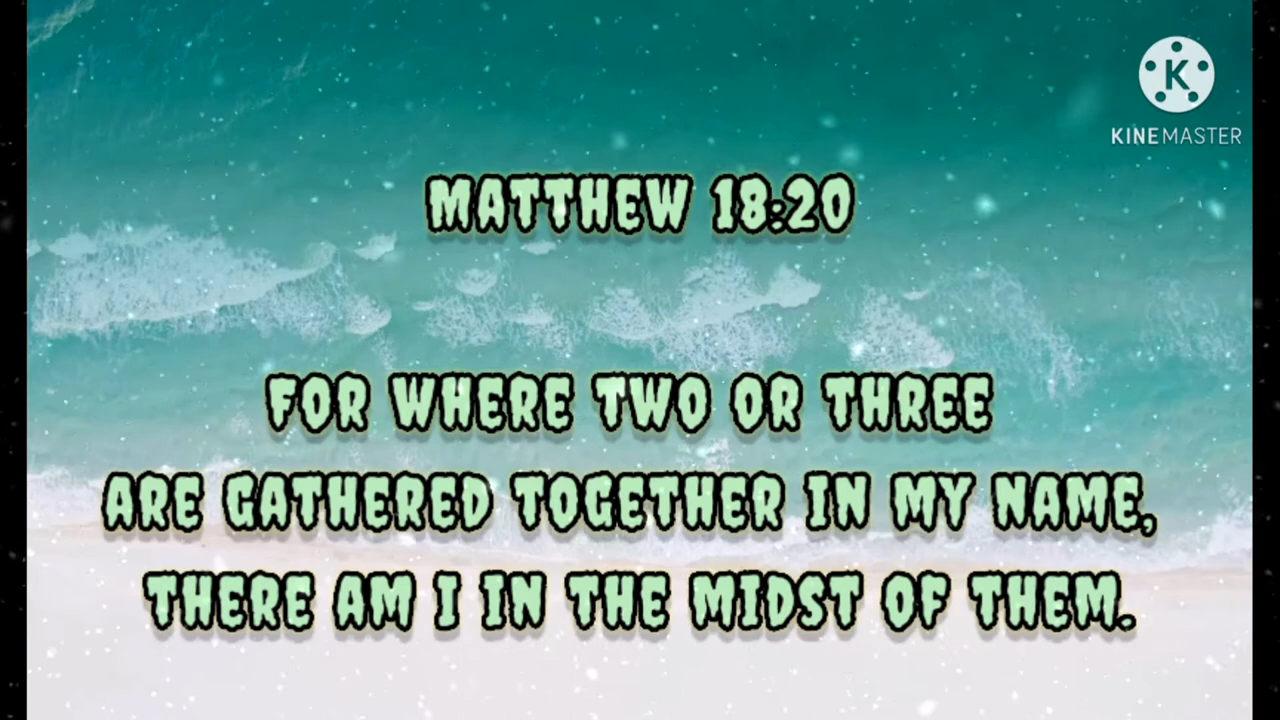 K
KINEMASTER
MATTHEW 18:20
FOR WHERE TWO OR THREE
ARE GATHERED TOGETHER IN MY NAME,
THERE AM I IN THE MIDST OF THEM.